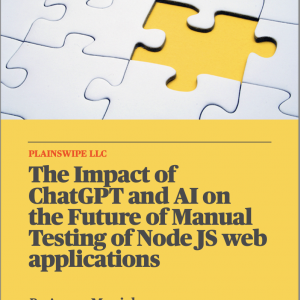 PLAINSWIPE LLC
The Impact of
ChatGPT and AI on
the Future of Manual
Testing of Node JS web
applications